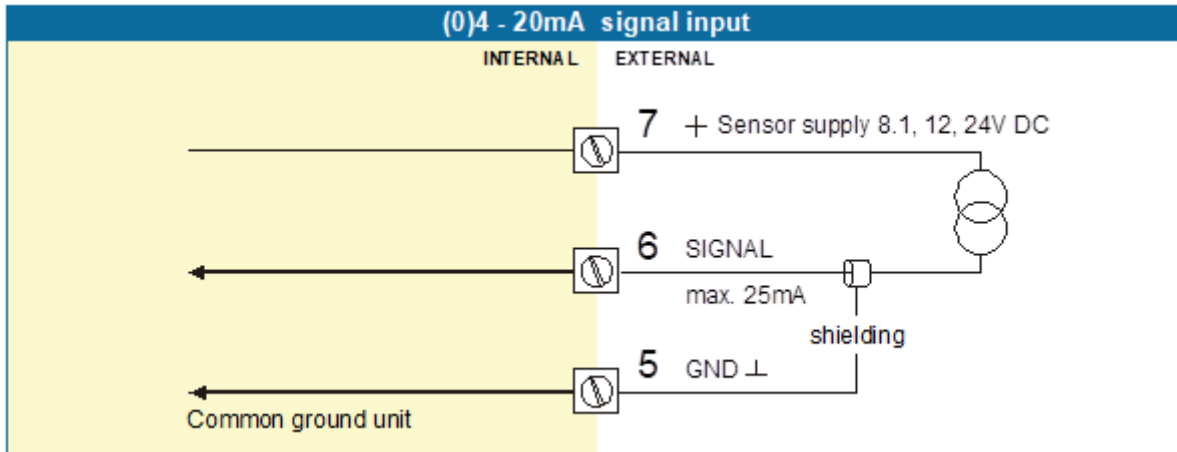 (0)4 - 20mA signal input
INTERNAL EXTERNAL
7 + Sensor supply 8.1, 12, 24V DC
6 SIGNAL
max. 25mA
shielding
5 GND ⊥
Common ground unit